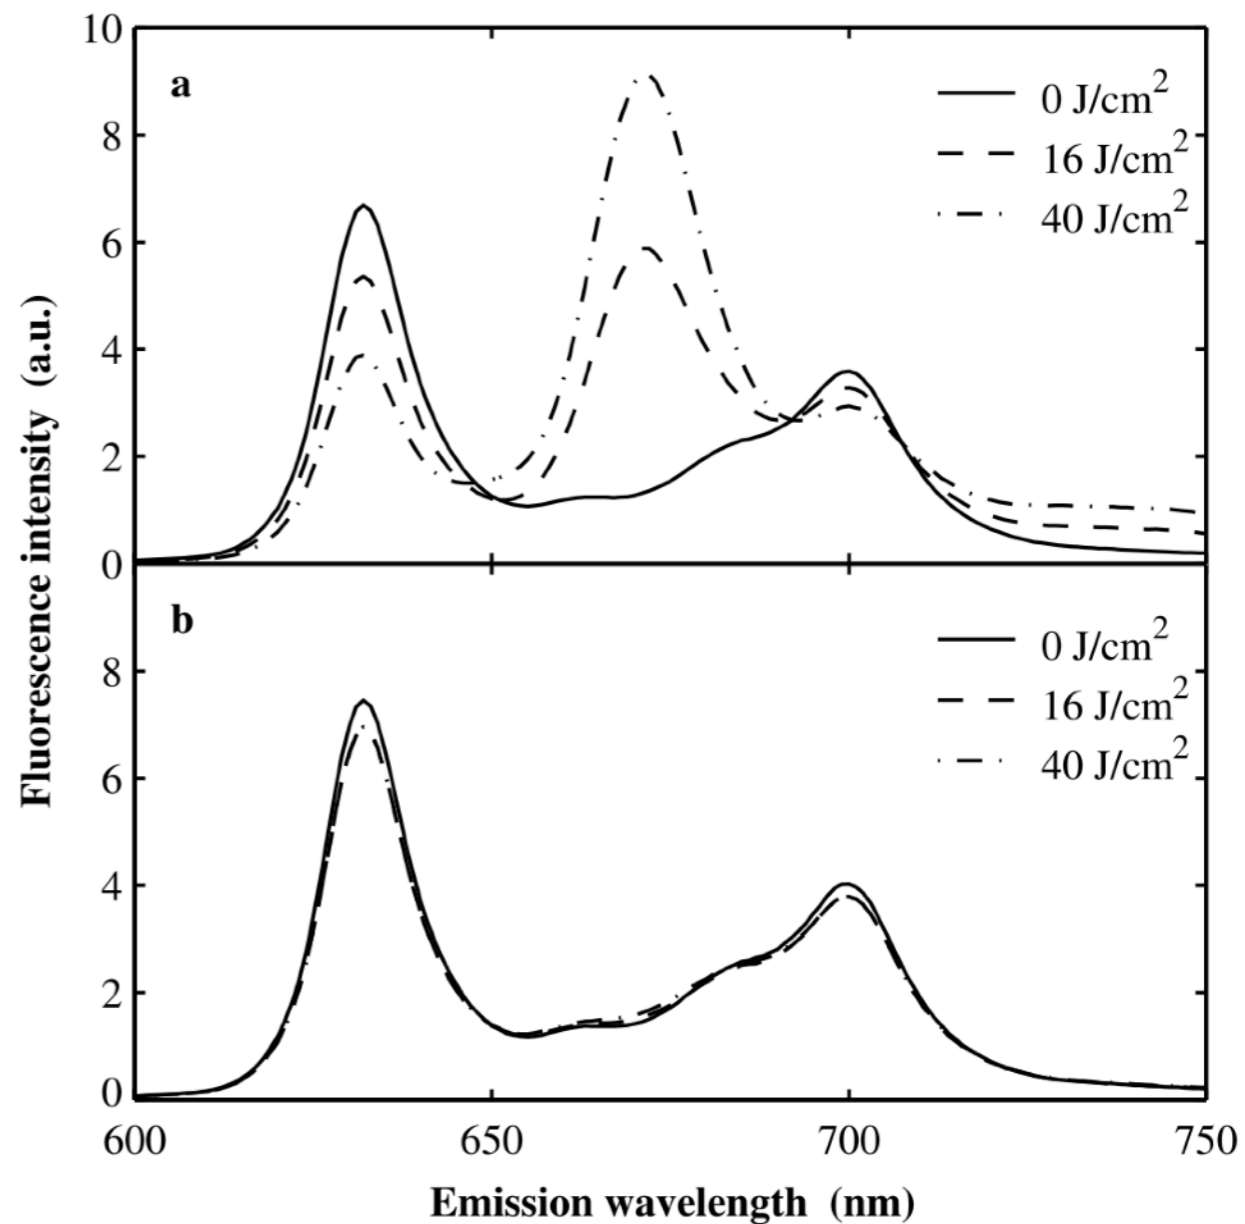 10
a
0 J/cm²
8
16 J/cm²
40 J/cm²
6
4
2
0
b
0 J/cm²
8
16 J/cm²
40 J/cm²
6
4
2
0
600 650 700 750
Emission wavelength (nm)
Fluorescence intensity (a.u.)